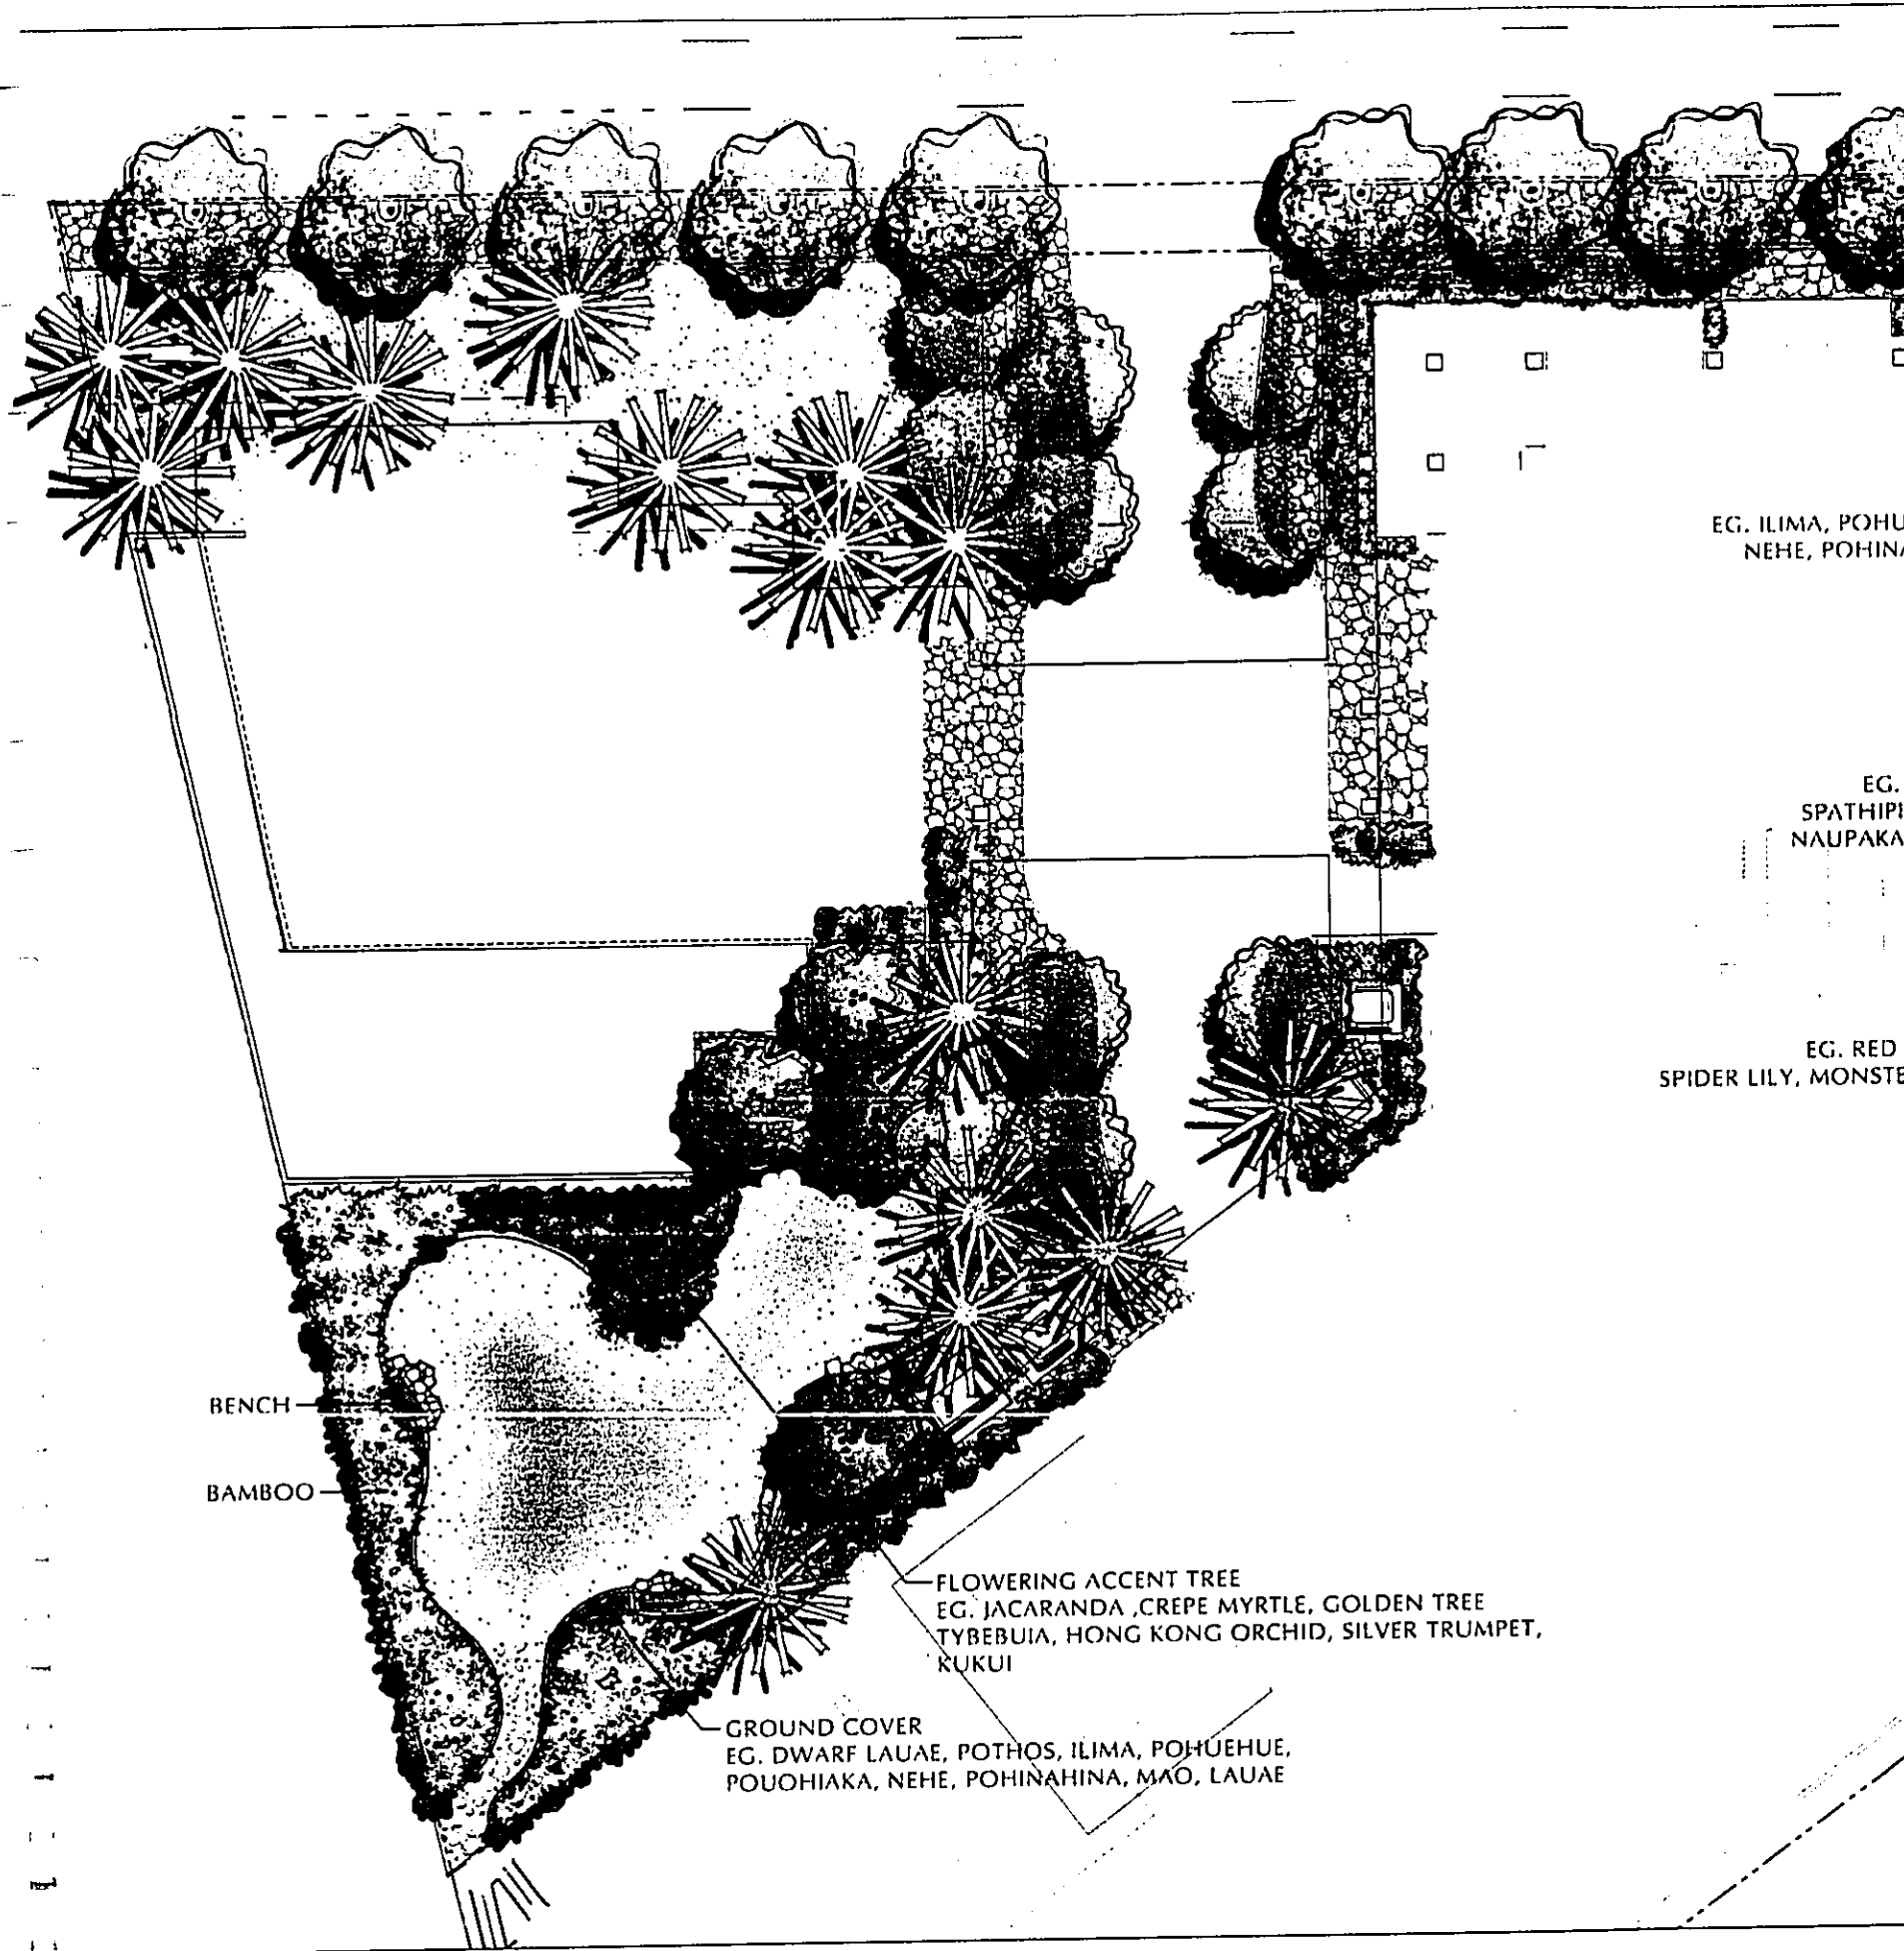 EG. ILIMA, POHU
NEHE, POHINA
EG.
SPATHIP
NAUPAKA
EG. RED
SPIDER LILY, MONSTE
BENCH
BAMBOO
FLOWERING ACCENT TREE
EG. JACARANDA ,CREPE MYRTLE, GOLDEN TREE
TYBEBUIA, HONG KONG ORCHID, SILVER TRUMPET,
KUKUI
GROUND COVER
EG. DWARF LAUAE, POTHOS, ILIMA, POHUEHUE,
POUOHIAKA, NEHE, POHINAHINA, MAO, LAUAE